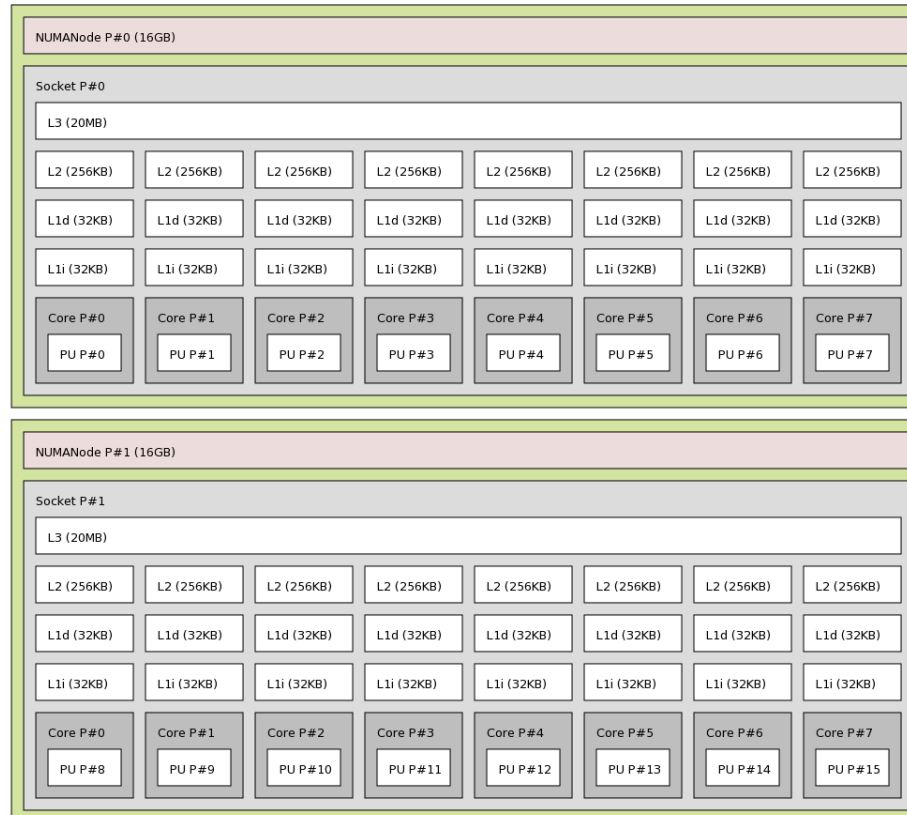 NUMANode P#0 (16GB)
Socket P#0
L3 (20MB)
L2 (256KB) L2 (256KB) L2 (256KB) L2 (256KB) L2 (256KB) L2 (256KB) L2 (256KB) L2 (256KB)
L1d (32KB) L1d (32KB) L1d (32KB) L1d (32KB) L1d (32KB) L1d (32KB) L1d (32KB) L1d (32KB)
L1i (32KB) L1i (32KB) L1i (32KB) L1i (32KB) L1i (32KB) L1i (32KB) L1i (32KB) L1i (32KB)
Core P#0 Core P#1 Core P#2 Core P#3 Core P#4 Core P#5 Core P#6 Core P#7
PU P#0 PU P#1 PU P#2 PU P#3 PU P#4 PU P#5 PU P#6 PU P#7
NUMANode P#1 (16GB)
Socket P#1
L3 (20MB)
L2 (256KB) L2 (256KB) L2 (256KB) L2 (256KB) L2 (256KB) L2 (256KB) L2 (256KB) L2 (256KB)
L1d (32KB) L1d (32KB) L1d (32KB) L1d (32KB) L1d (32KB) L1d (32KB) L1d (32KB) L1d (32KB)
L1i (32KB) L1i (32KB) L1i (32KB) L1i (32KB) L1i (32KB) L1i (32KB) L1i (32KB) L1i (32KB)
Core P#0 Core P#1 Core P#2 Core P#3 Core P#4 Core P#5 Core P#6 Core P#7
PU P#8 PU P#9 PU P#10 PU P#11 PU P#12 PU P#13 PU P#14 PU P#15